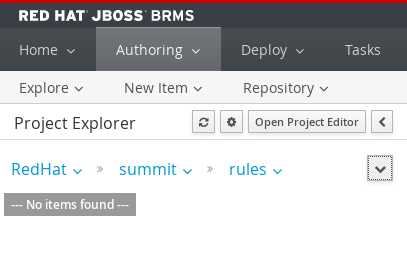 RED HAT JBOSS BRMS
Home Authoring Deploy Tasks
Explore New Item Repository
Project Explorer Open Project Editor
RedHat » summit » rules
--- No items found ---